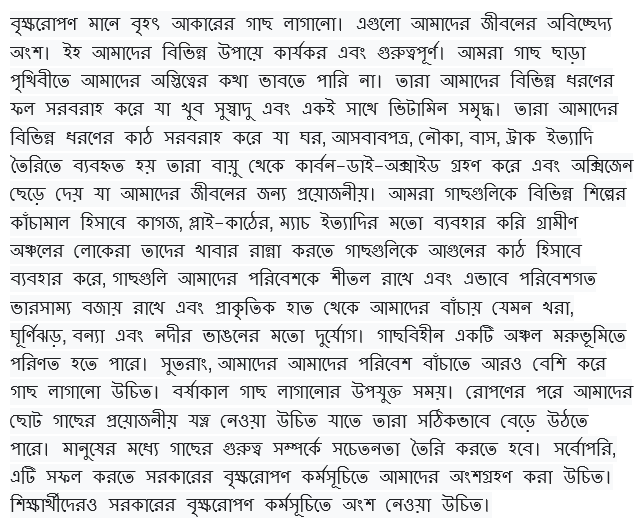 বৃক্ষরোপণ মানে বৃহৎ আকারের গাছ লাগানো। এগুলো আমাদের জীবনের অবিচ্ছেদ্য
অংশ। ইহ আমাদের বিভিন্ন উপায়ে কার্যকর এবং গুরুত্বপূর্ণ। আমরা গাছ ছাড়া
পৃথিবীতে আমাদের অস্তিত্বের কথা ভাবতে পারি না। তারা আমাদের বিভিন্ন ধরণের
ফল সরবরাহ করে যা খুব সুস্বাদু এবং একই সাথে ভিটামিন সমৃদ্ধ। তারা আমাদের
বিভিন্ন ধরণের কাঠ সরবরাহ করে যা ঘর, আসবাবপত্র, নৌকা, বাস, ট্রাক ইত্যাদি
তৈরিতে ব্যবহৃত হয় তারা বায়ু থেকে কার্বন-ডাই-অক্সাইড গ্রহণ করে এবং অক্সিজেন
ছেড়ে দেয় যা আমাদের জীবনের জন্য প্রয়োজনীয়। আমরা গাছগুলিকে বিভিন্ন শিল্পের
কাঁচামাল হিসাবে কাগজ, প্লাই-কাঠের, ম্যাচ ইত্যাদির মতো ব্যবহার করি গ্রামীণ
অঞ্চলের লোকেরা তাদের খাবার রান্না করতে গাছগুলিকে আগুনের কাঠ হিসাবে
ব্যবহার করে, গাছগুলি আমাদের পরিবেশকে শীতল রাখে এবং এভাবে পরিবেশগত
ভারসাম্য বজায় রাখে এবং প্রাকৃতিক হাত থেকে আমাদের বাঁচায় যেমন খরা,
ঘূর্ণিঝড়, বন্যা এবং নদীর ভাঙনের মতো দুর্যোগ। গাছবিহীন একটি অঞ্চল মরুভূমিতে
পরিণত হতে পারে। সুতরাং, আমাদের আমাদের পরিবেশ বাঁচাতে আরও বেশি করে
গাছ লাগানো উচিত। বর্ষাকাল গাছ লাগানোর উপযুক্ত সময়। রোপণের পরে আমাদের
ছোট গাছের প্রয়োজনীয় যত্ন নেওয়া উচিত যাতে তারা সঠিকভাবে বেড়ে উঠতে
পারে। মানুষের মধ্যে গাছের গুরুত্ব সম্পর্কে সচেতনতা তৈরি করতে হবে। সর্বোপরি,
এটি সফল করতে সরকারের বৃক্ষরোপণ কর্মসূচিতে আমাদের অংশগ্রহণ করা উচিত।
শিক্ষার্থীদেরও সরকারের বৃক্ষরোপণ কর্মসূচিতে অংশ নেওয়া উচিত।